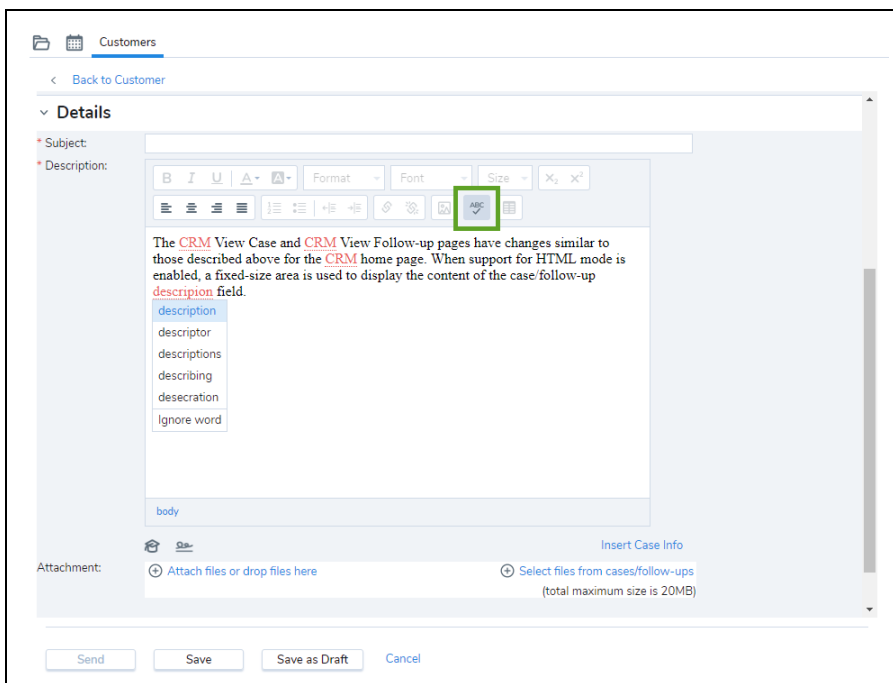 Customers
< Back to Customer
Details
* Subject:
* Description:
B I U A A Format Font Size X₂ X²
ABC
The CRM View Case and CRM View Follow-up pages have changes similar to
those described above for the CRM home page. When support for HTML mode is
enabled, a fixed-size area is used to display the content of the case/follow-up
descripion field.
description
descriptor
descriptions
describing
desecration
Ignore word
body
Insert Case Info
Attachment: Attach files or drop files here Select files from cases/follow-ups
(total maximum size is 20MB)
Send Save Save as Draft Cancel